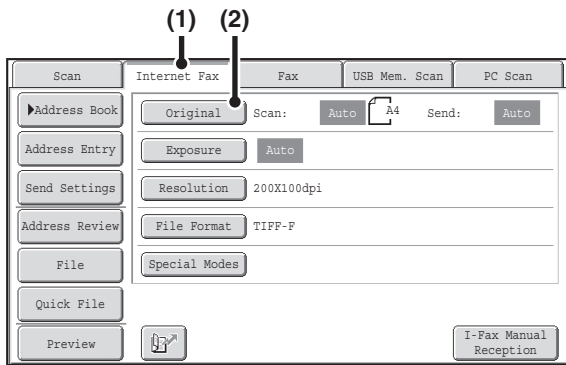 (1) (2)
Scan Internet Fax Fax USB Mem. Scan PC Scan
Address Book Original Scan: Auto A4 Send: Auto
Address Entry Exposure Auto
Send Settings Resolution 200X100dpi
Address Review File Format TIFF-F
File Special Modes
Quick File
Preview I-Fax Manual
Reception